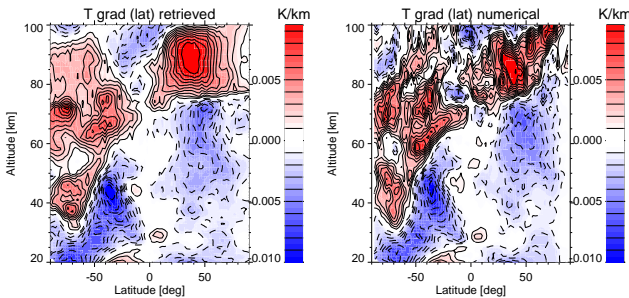 T grad (lat) retrieved K/km
100
80
60
40
20
Altitude [km]
-50 0 50
Latitude [deg]
0.005
0.000
0.005
0.010
T grad (lat) numerical K/km
100
80
60
40
20
Altitude [km]
-50 0 50
Latitude [deg]
0.005
0.000
0.005
0.010